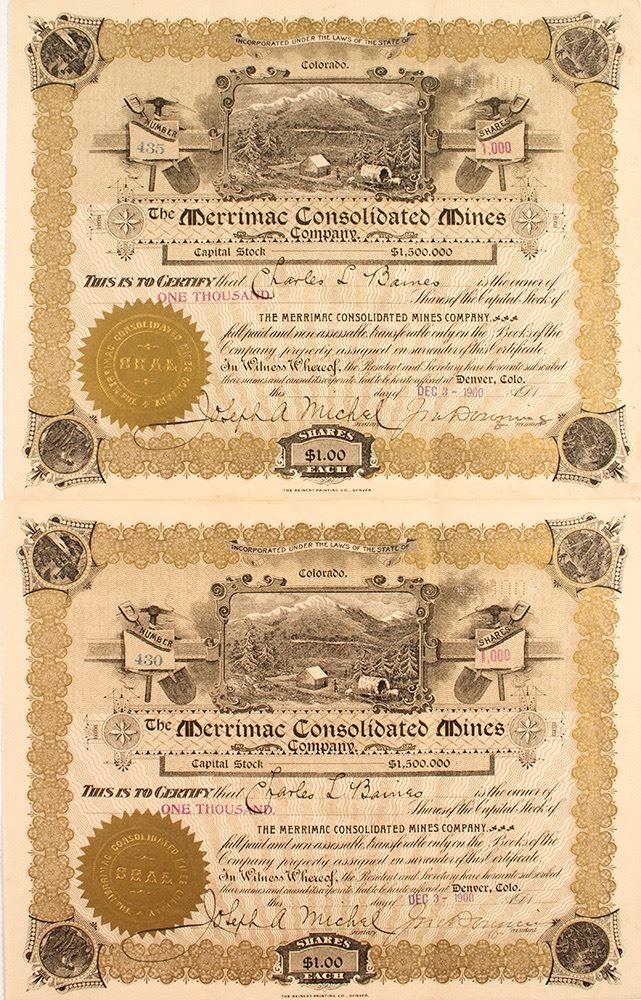 INCORPORATED UNDER THE LAWS OF THE STATE OF
Colorado.
NUMBER
435
SHARES
1,000
The Merrimac Consolidated Mines
Company.
Capital Stock $1,500.000
THIS IS TO CERTIFY that Charles L Baines is the owner of
ONE THOUSAND. Shares of the Capital Stock of
THE MERRIMAC CONSOLIDATED MINES COMPANY.
full paid and non assessable, transferable only on the Books of the
Company properly assigned on surrender of this Certificate.
In Witness Whereof, the President and Secretary have hereunto subscribed
their names and caused its corporate Seal to be hereto affixed at Denver, Colo.
this day of DEC 3 - 1900
THE MERRIMAC CONSOLIDATED MINES COMPANY
SEAL
Joseph A Michel
SHARES
$1.00
EACH
THE REINERT PRINTING CO., DENVER.
INCORPORATED UNDER THE LAWS OF THE STATE OF
Colorado.
NUMBER
430
SHARES
1,000
The Merrimac Consolidated Mines
Company.
Capital Stock $1,500.000
THIS IS TO CERTIFY that Charles L Baines is the owner of
ONE THOUSAND. Shares of the Capital Stock of
THE MERRIMAC CONSOLIDATED MINES COMPANY.
full paid and non assessable, transferable only on the Books of the
Company properly assigned on surrender of this Certificate.
In Witness Whereof, the President and Secretary have hereunto subscribed
their names and caused its corporate Seal to be hereto affixed at Denver, Colo.
this day of DEC 3 - 1900
THE MERRIMAC CONSOLIDATED MINES COMPANY
SEAL
Joseph A Michel
SHARES
$1.00
EACH
THE REINERT PRINTING CO., DENVER.